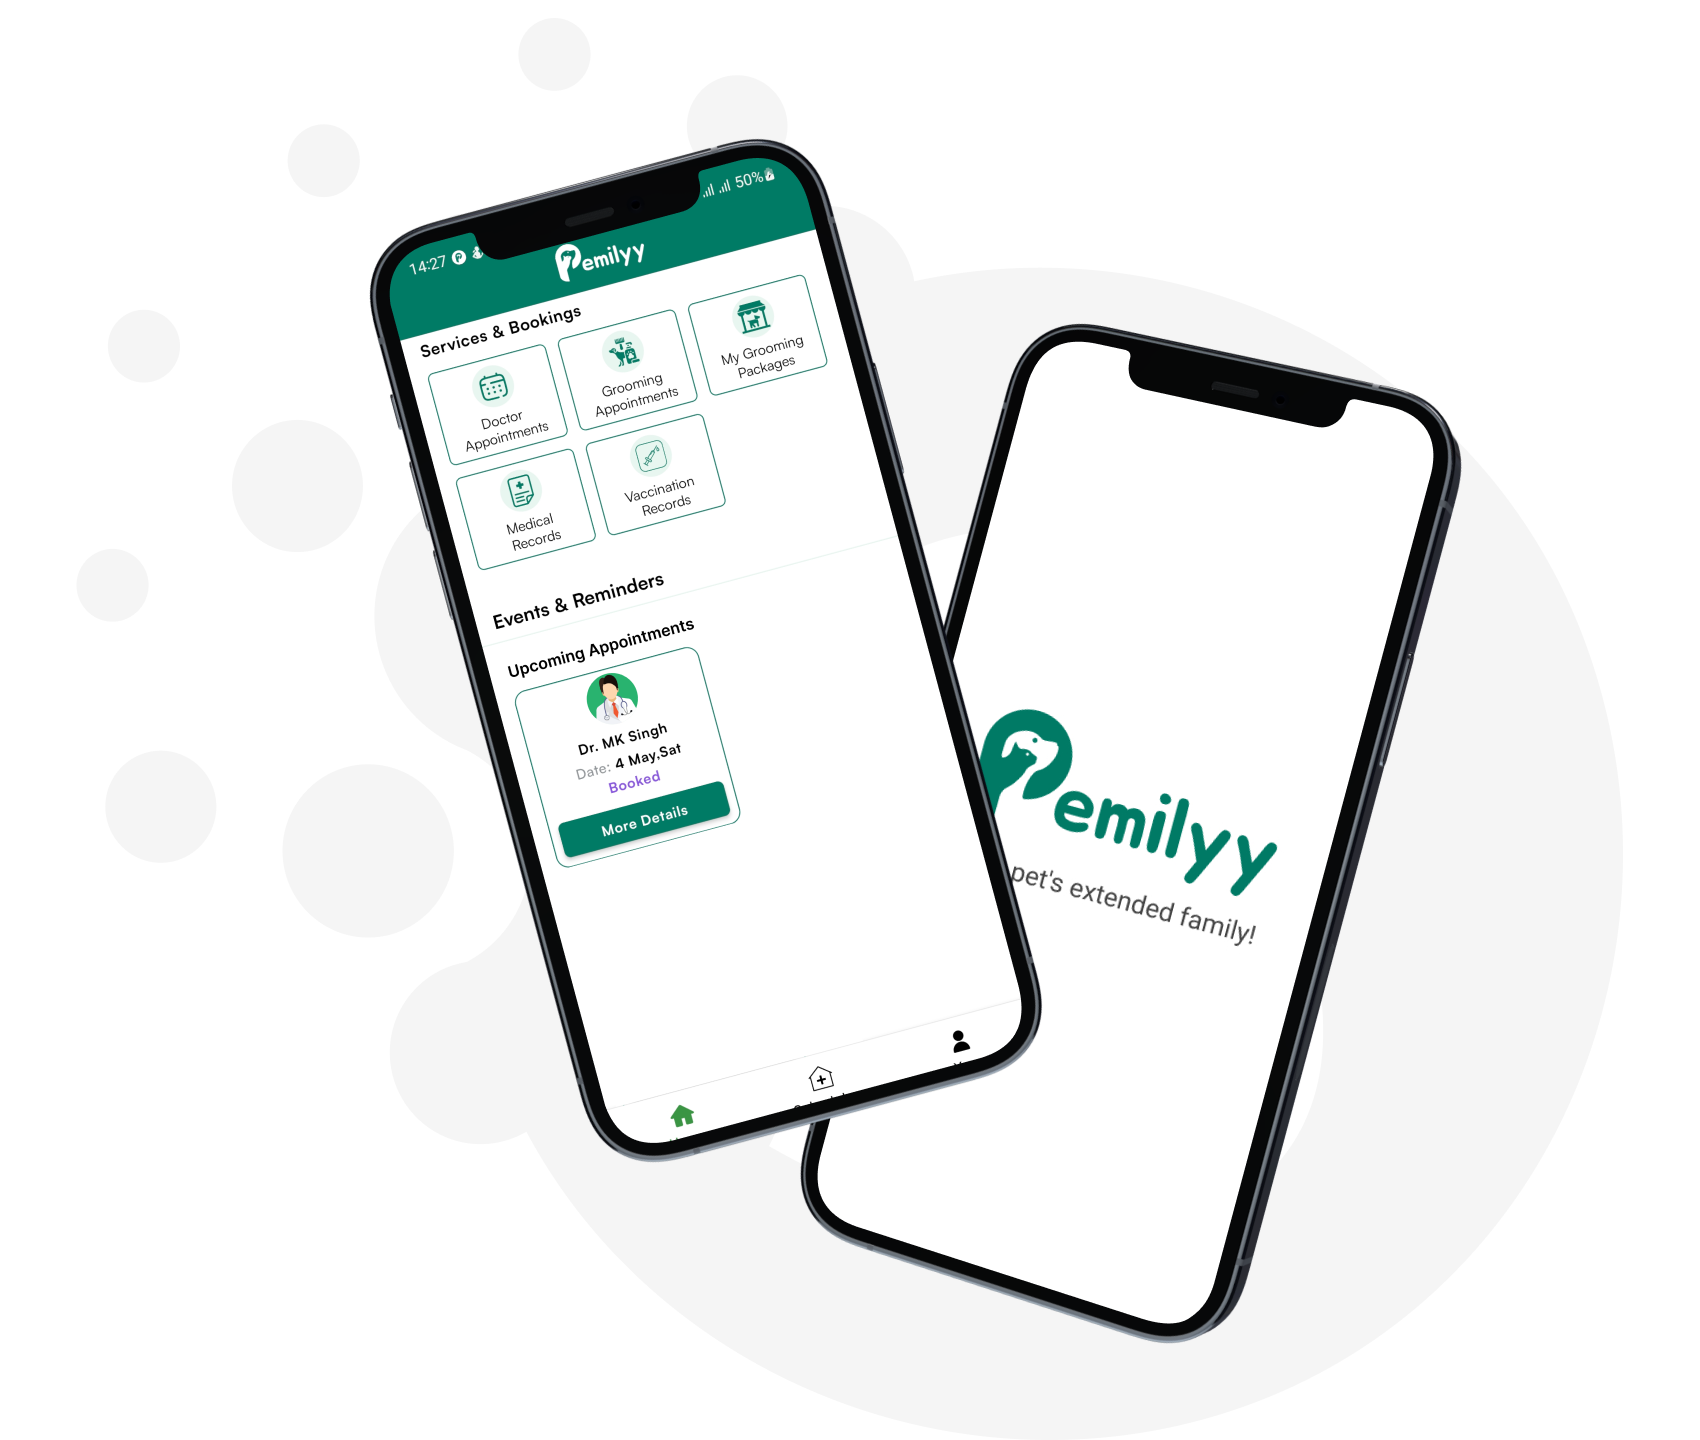 14:27
50%
Pemilyy
Services & Bookings
Doctor
Appointments
Grooming
Appointments
My Grooming
Packages
Medical
Records
Vaccination
Records
Events & Reminders
Upcoming Appointments
Dr. MK Singh
Date: 4 May,Sat
Booked
More Details
Pemilyy
pet's extended family!